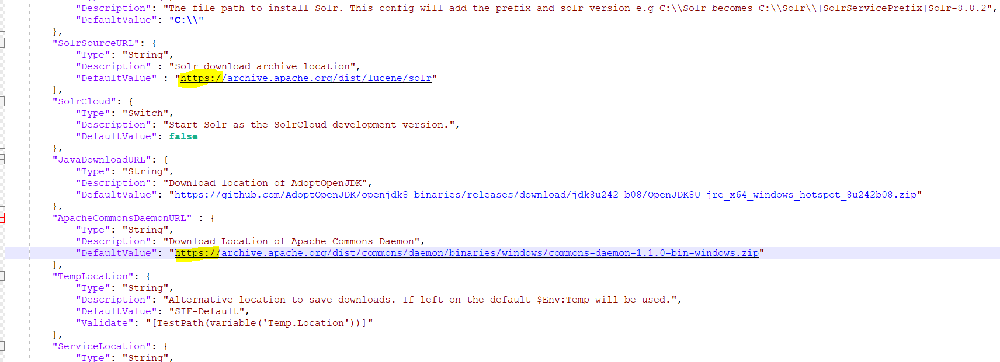 "Description": "The file path to install Solr. This config will add the prefix and solr version e.g C:\\Solr becomes C:\\Solr\\[SolrServicePrefix]Solr-8.8.2",
"DefaultValue": "C:\\"
},
"SolrSourceURL": {
"Type": "String",
"Description" : "Solr download archive location",
"DefaultValue" : "https://archive.apache.org/dist/lucene/solr"
},
"SolrCloud": {
"Type": "Switch",
"Description": "Start Solr as the SolrCloud development version.",
"DefaultValue": false
},
"JavaDownloadURL": {
"Type": "String",
"Description": "Download location of AdoptOpenJDK",
"DefaultValue": "https://github.com/AdoptOpenJDK/openjdk8-binaries/releases/download/jdk8u242-b08/OpenJDK8U-jre_x64_windows_hotspot_8u242b08.zip"
},
"ApacheCommonsDaemonURL" : {
"Type": "String",
"Description": "Download Location of Apache Commons Daemon",
"DefaultValue": "https://archive.apache.org/dist/commons/daemon/binaries/windows/commons-daemon-1.1.0-bin-windows.zip"
},
"TempLocation": {
"Type": "String",
"Description": "Alternative location to save downloads. If left on the default $Env:Temp will be used.",
"DefaultValue": "SIF-Default",
"Validate": "[TestPath(variable('Temp.Location'))]"
},
"ServiceLocation": {
"Type": "String",